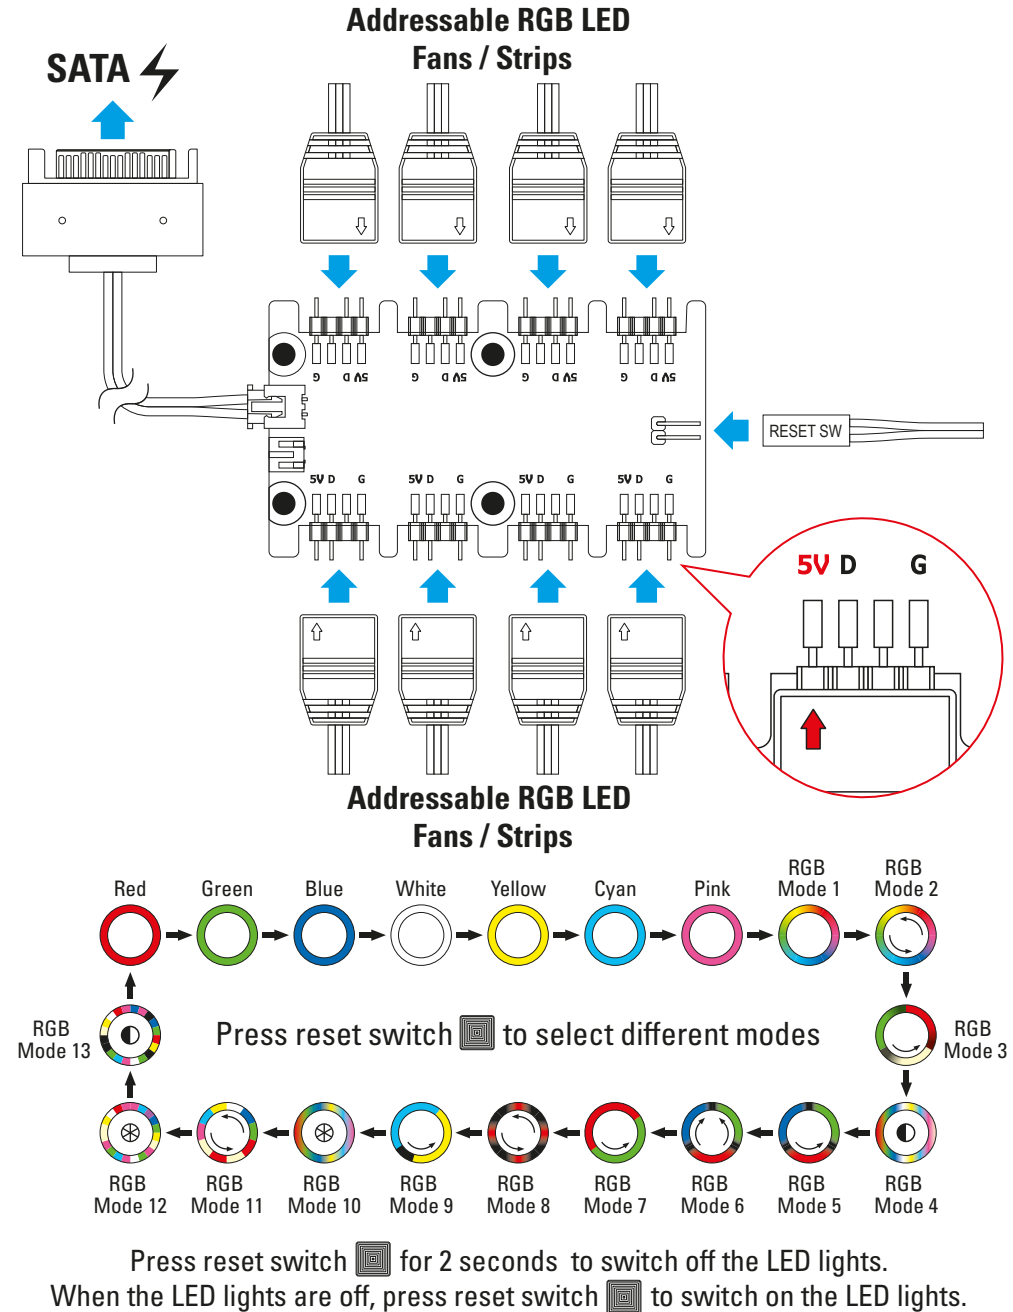 Addressable RGB LED
Fans / Strips
SATA
G D 5V G D 5V G D 5V G D 5V
RESET SW
5V D G 5V D G 5V D G 5V D G
5V D G
Addressable RGB LED
Fans / Strips
Red Green Blue White Yellow Cyan Pink RGB Mode 1 RGB Mode 2
RGB
Mode 13
Press reset switch to select different modes
RGB
Mode 3
RGB RGB RGB RGB RGB RGB RGB RGB RGB
Mode 12 Mode 11 Mode 10 Mode 9 Mode 8 Mode 7 Mode 6 Mode 5 Mode 4
Press reset switch for 2 seconds to switch off the LED lights.
When the LED lights are off, press reset switch to switch on the LED lights.